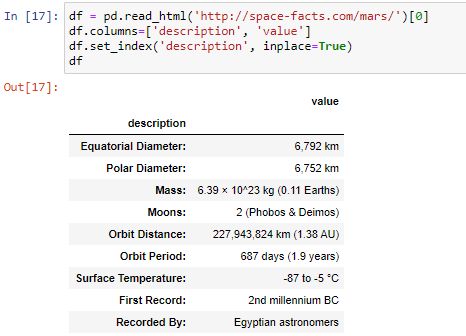 In [17]: df = pd.read_html('http://space-facts.com/mars/')[0]
df.columns=['description', 'value']
df.set_index('description', inplace=True)
df
Out[17]:
value
description
Equatorial Diameter: 6,792 km
Polar Diameter: 6,752 km
Mass: 6.39 × 10^23 kg (0.11 Earths)
Moons: 2 (Phobos & Deimos)
Orbit Distance: 227,943,824 km (1.38 AU)
Orbit Period: 687 days (1.9 years)
Surface Temperature: -87 to -5 °C
First Record: 2nd millennium BC
Recorded By: Egyptian astronomers